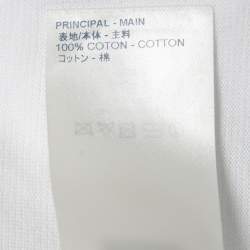 PRINCIPAL - MAIN
表地/本体 - 主料
100% COTON - COTTON
コットン - 棉